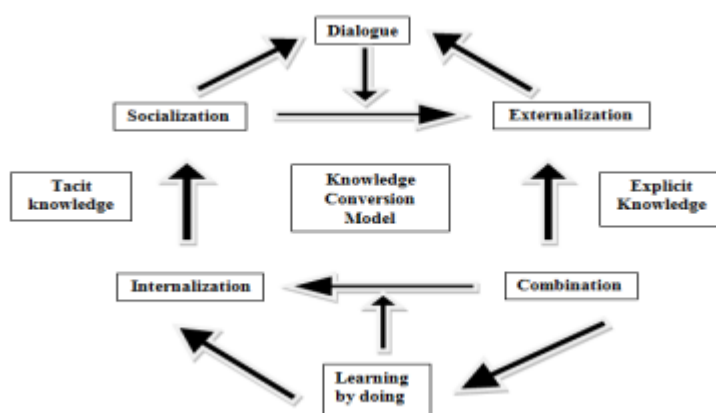 Dialogue
Socialization
Externalization
Tacit
knowledge
Knowledge
Conversion
Model
Explicit
Knowledge
Internalization
Combination
Learning
by doing